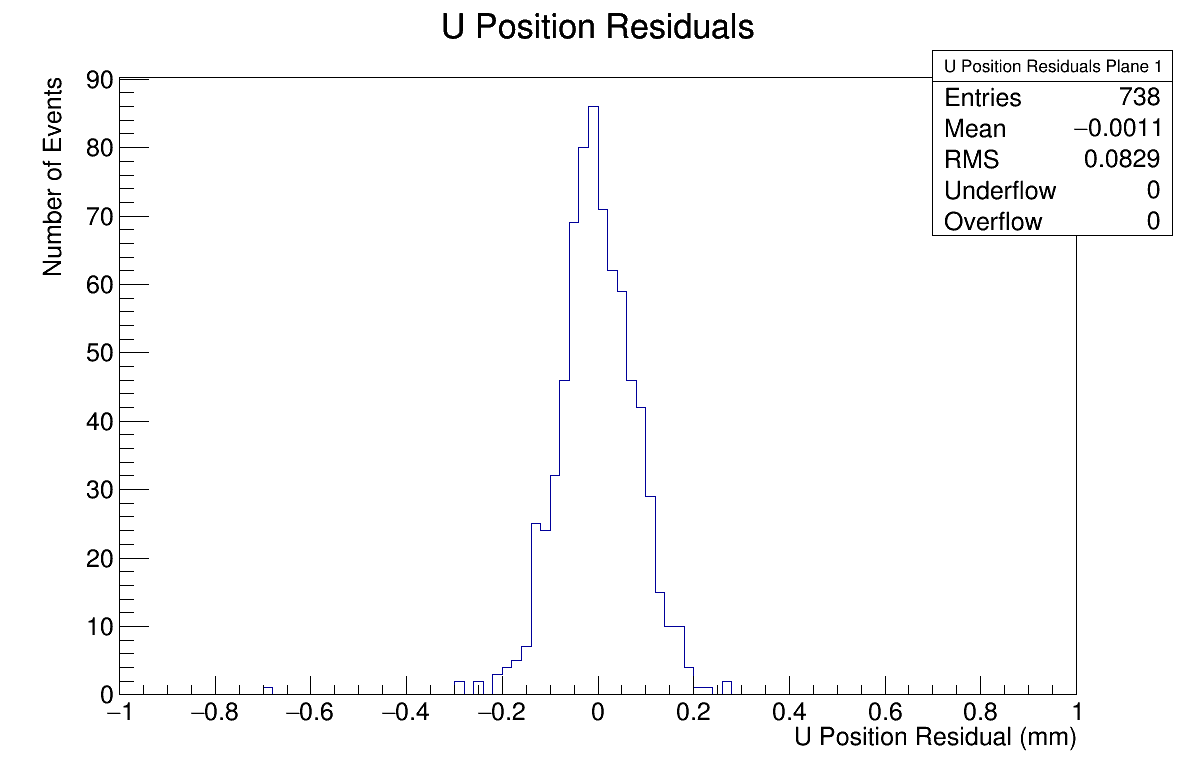 U Position Residuals
U Position Residuals Plane 1
Entries 738
Mean −0.0011
RMS 0.0829
Underflow 0
Overflow 0
Number of Events
90
80
70
60
50
40
30
20
10
0
−1 −0.8 −0.6 −0.4 −0.2 0 0.2 0.4 0.6 0.8 1
U Position Residual (mm)